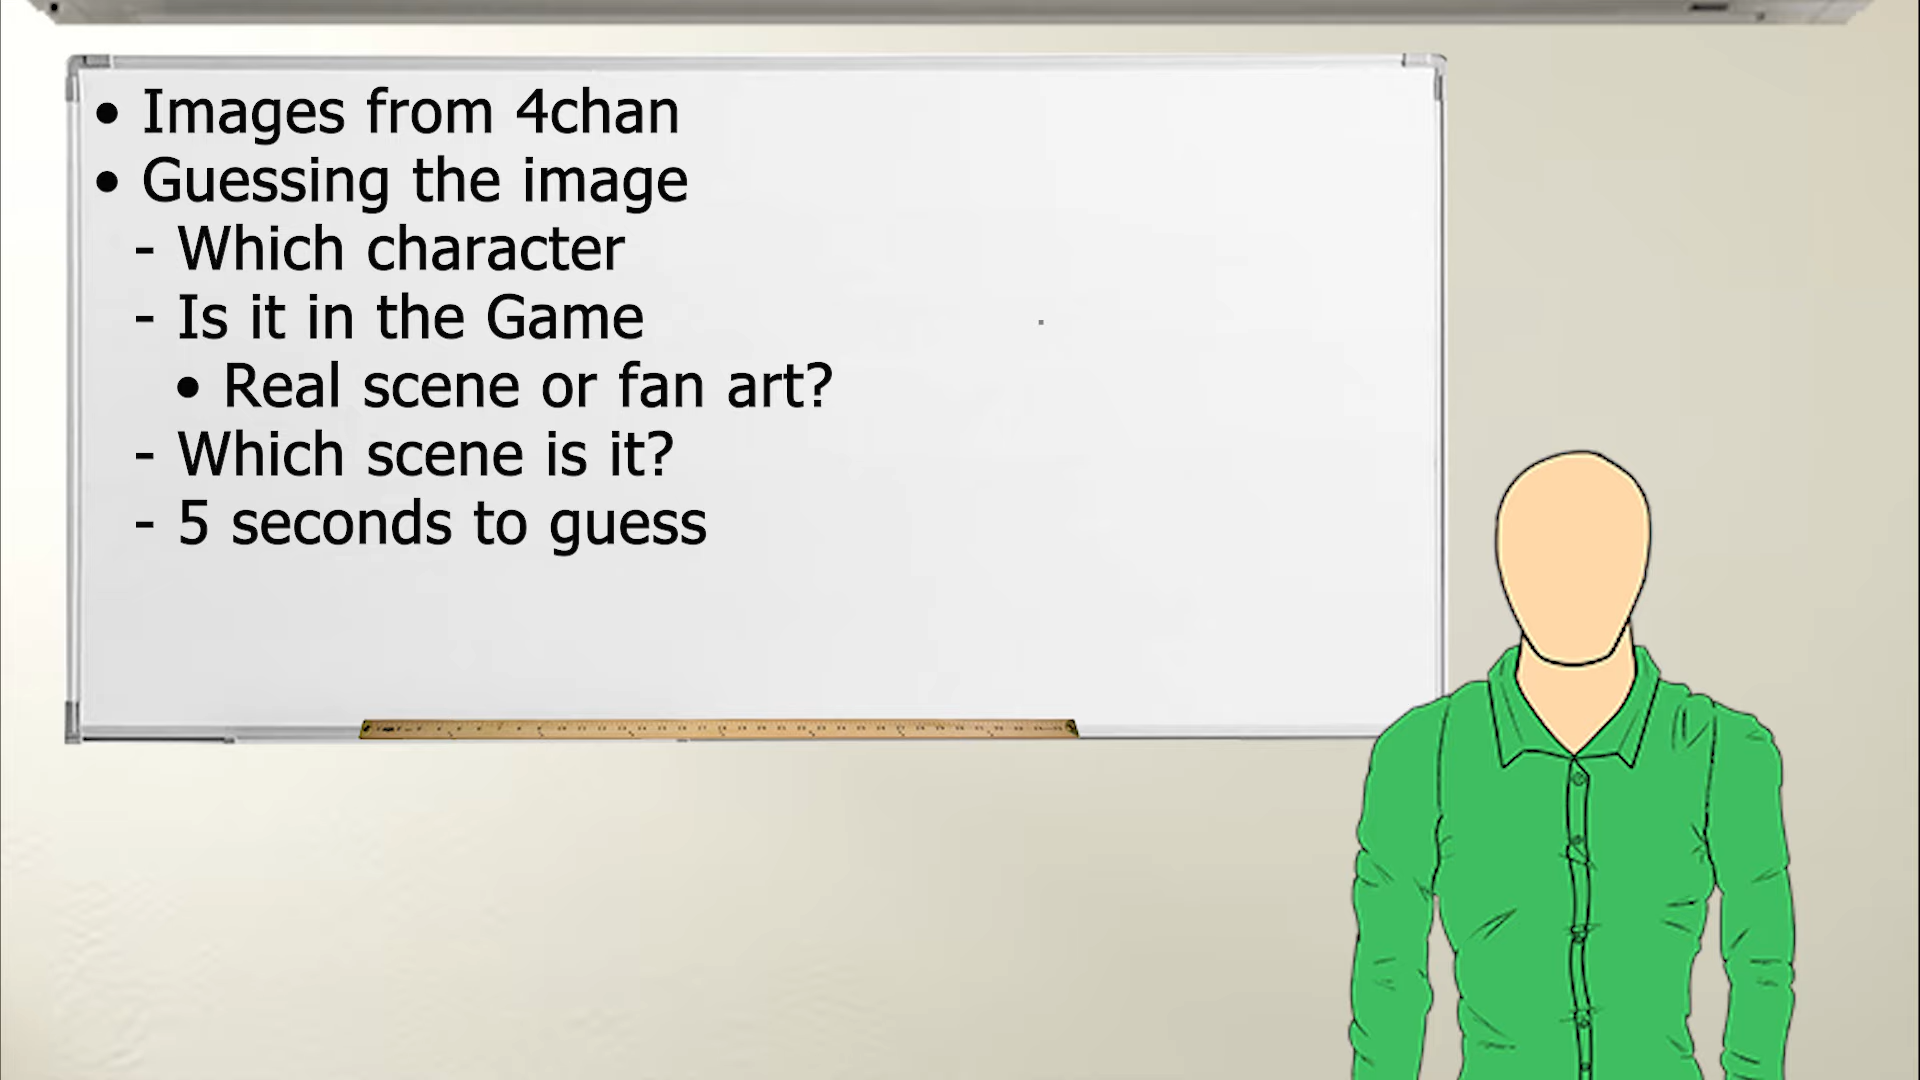 • Images from 4chan
• Guessing the image
- Which character
- Is it in the Game
• Real scene or fan art?
- Which scene is it?
- 5 seconds to guess